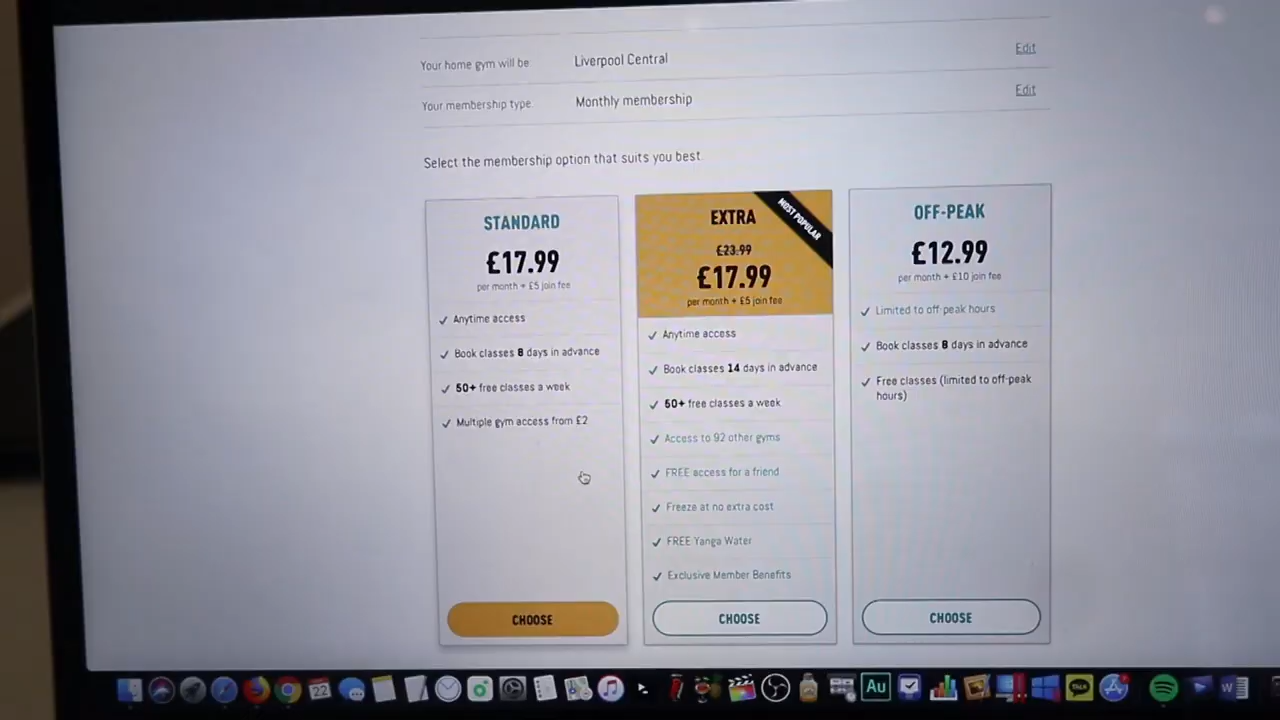 Your home gym will be Liverpool Central Edit
Your membership type: Monthly membership Edit
Select the membership option that suits you best.
STANDARD
£17.99
per month + £5 join fee
Anytime access
Book classes 8 days in advance
50+ free classes a week
Multiple gym access from £2
CHOOSE
MOST POPULAR
EXTRA
£23.99
£17.99
per month + £5 join fee
Anytime access
Book classes 14 days in advance
50+ free classes a week
Access to 92 other gyms
FREE access for a friend
Freeze at no extra cost
FREE Yanga Water
Exclusive Member Benefits
CHOOSE
OFF-PEAK
£12.99
per month + £10 join fee
Limited to off-peak hours
Book classes 8 days in advance
Free classes (limited to off-peak
hours)
CHOOSE
22
Au
TALK
W